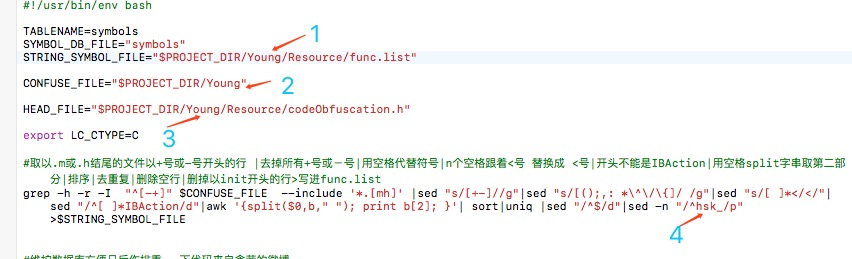 #!/usr/bin/env bash
TABLENAME=symbols
SYMBOL_DB_FILE="symbols"
STRING_SYMBOL_FILE="$PROJECT_DIR/Young/Resource/func.list"
1
CONFUSE_FILE="$PROJECT_DIR/Young"
2
HEAD_FILE="$PROJECT_DIR/Young/Resource/codeObfuscation.h"
3
export LC_CTYPE=C
#取以.m或.h结尾的文件以+号或-号开头的行 |去掉所有+号或－号|用空格代替符号|n个空格跟着<号 替换成 <号|开头不能是IBAction|用空格split字串取第二部
分|排序|去重复|删除空行|删掉以init开头的行>写进func.list
grep -h -r -I "^[-+]" $CONFUSE_FILE --include '*.[mh]' |sed "s/[+-]//g"|sed "s/[();,: *\^\/\{]/ /g"|sed "s/[ ]*</</"|
sed "/^[ ]*IBAction/d"|awk '{split($0,b," "); print b[2]; }'| sort|uniq |sed "/^$/d"|sed -n "/^hsk_/p"
>$STRING_SYMBOL_FILE
4